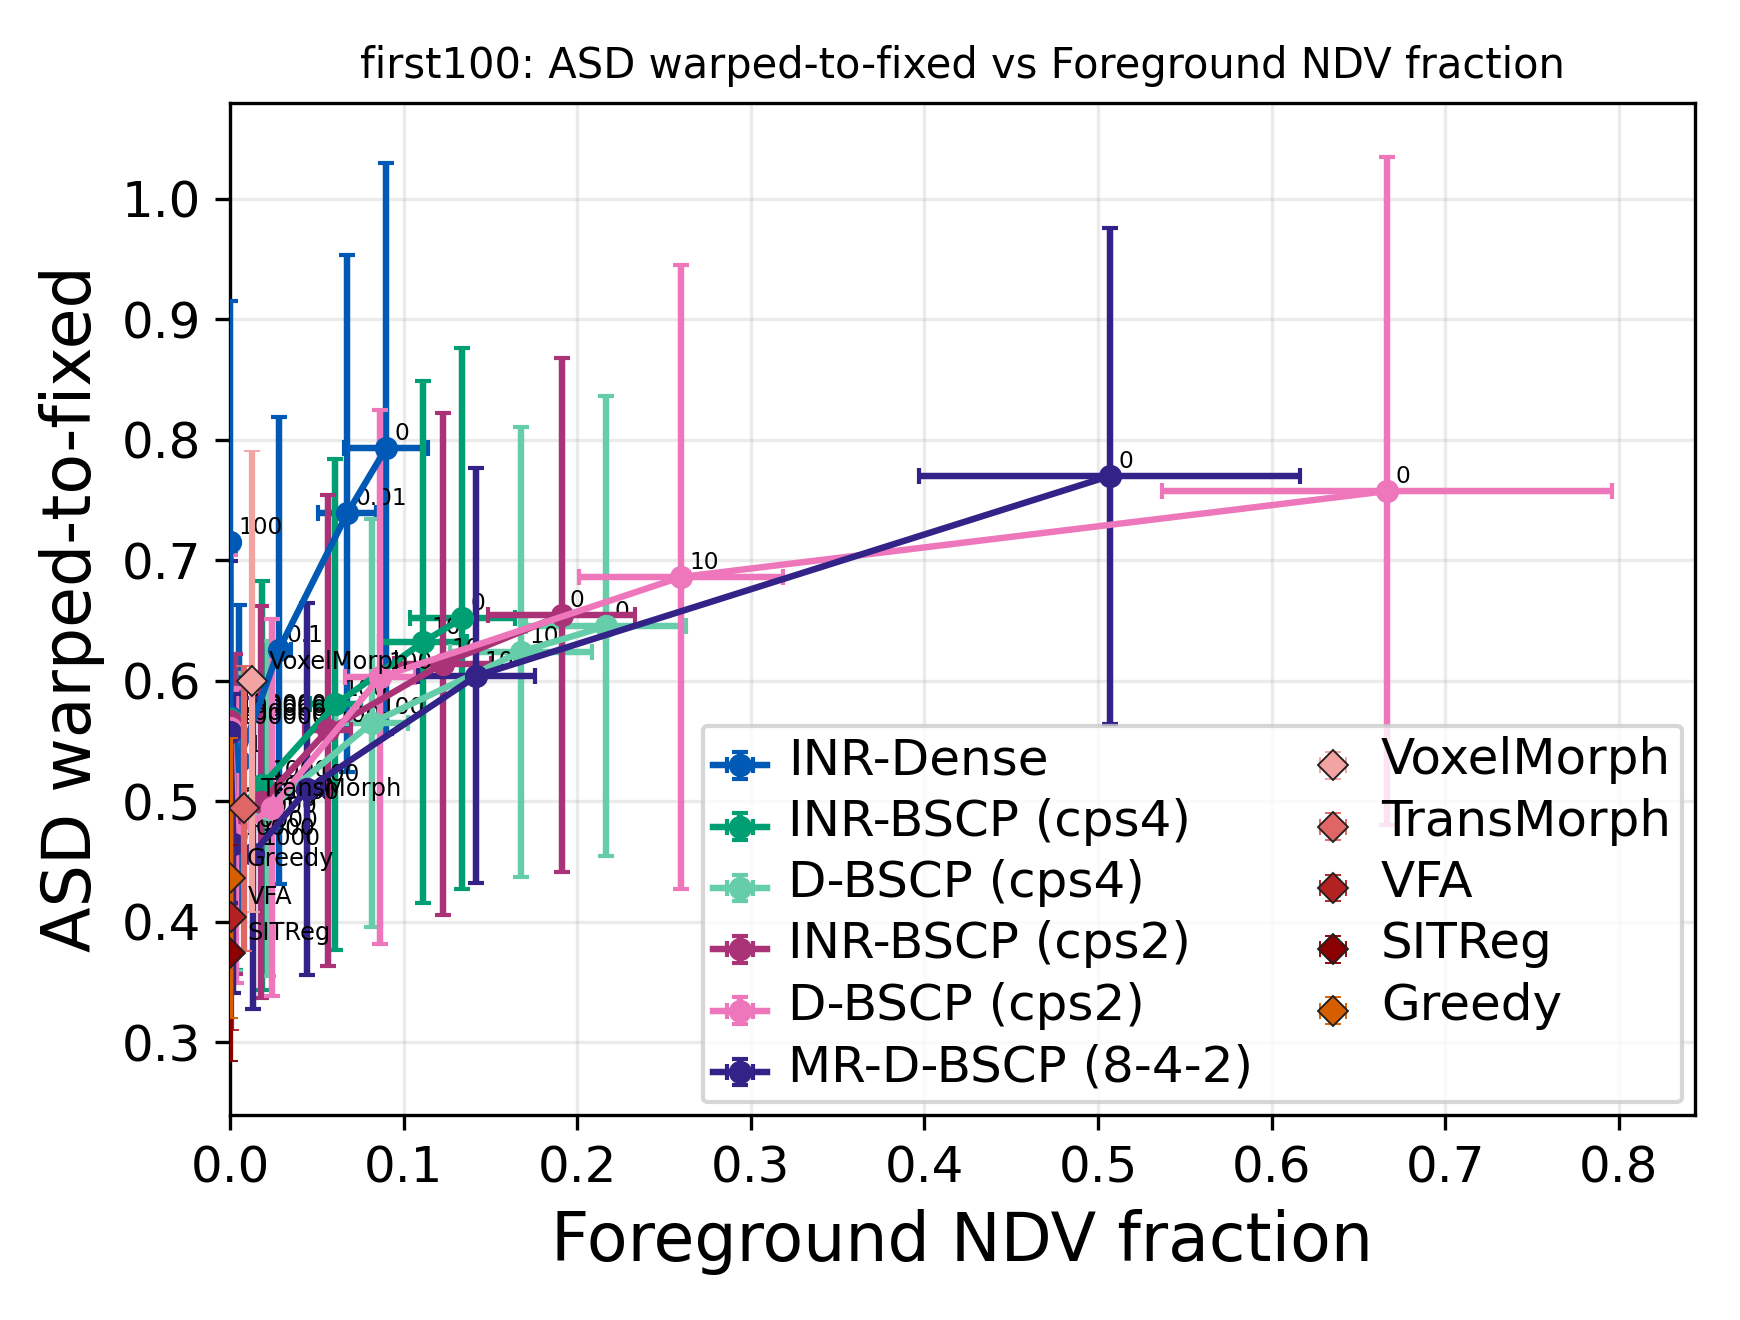 first100: ASD warped-to-fixed vs Foreground NDV fraction
ASD warped-to-fixed
1.0
0.9
0.8
0.7
0.6
0.5
0.4
0.3
0
0.01
100
0.1
VoxelMorph
TransMorph
1000
Greedy
VFA
SITReg
0
10
0
0
10
100
10
0
0
INR-Dense
INR-BSCP (cps4)
D-BSCP (cps4)
INR-BSCP (cps2)
D-BSCP (cps2)
MR-D-BSCP (8-4-2)
VoxelMorph
TransMorph
VFA
SITReg
Greedy
0.0 0.1 0.2 0.3 0.4 0.5 0.6 0.7 0.8
Foreground NDV fraction